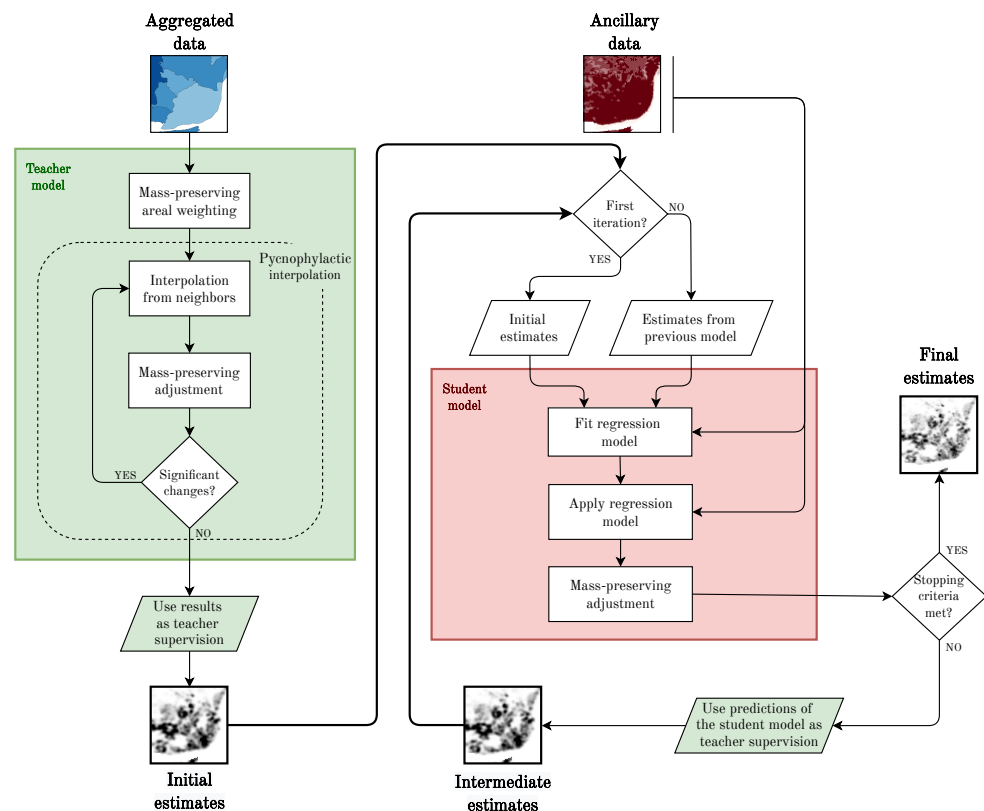 Aggregated
data
Teacher
model
Mass-preserving
areal weighting
Pycnophylactic
interpolation
Interpolation
from neighbors
Mass-preserving
adjustment
Significant
changes?
YES
NO
Use results
as teacher
supervision
Initial
estimates
Ancillary
data
First
iteration?
NO
YES
Initial
estimates
Estimates from
previous model
Student
model
Fit regression
model
Apply regression
model
Mass-preserving
adjustment
Final
estimates
YES
Stopping
criteria
met?
NO
Use predictions of
the student model as
teacher supervision
Intermediate
estimates